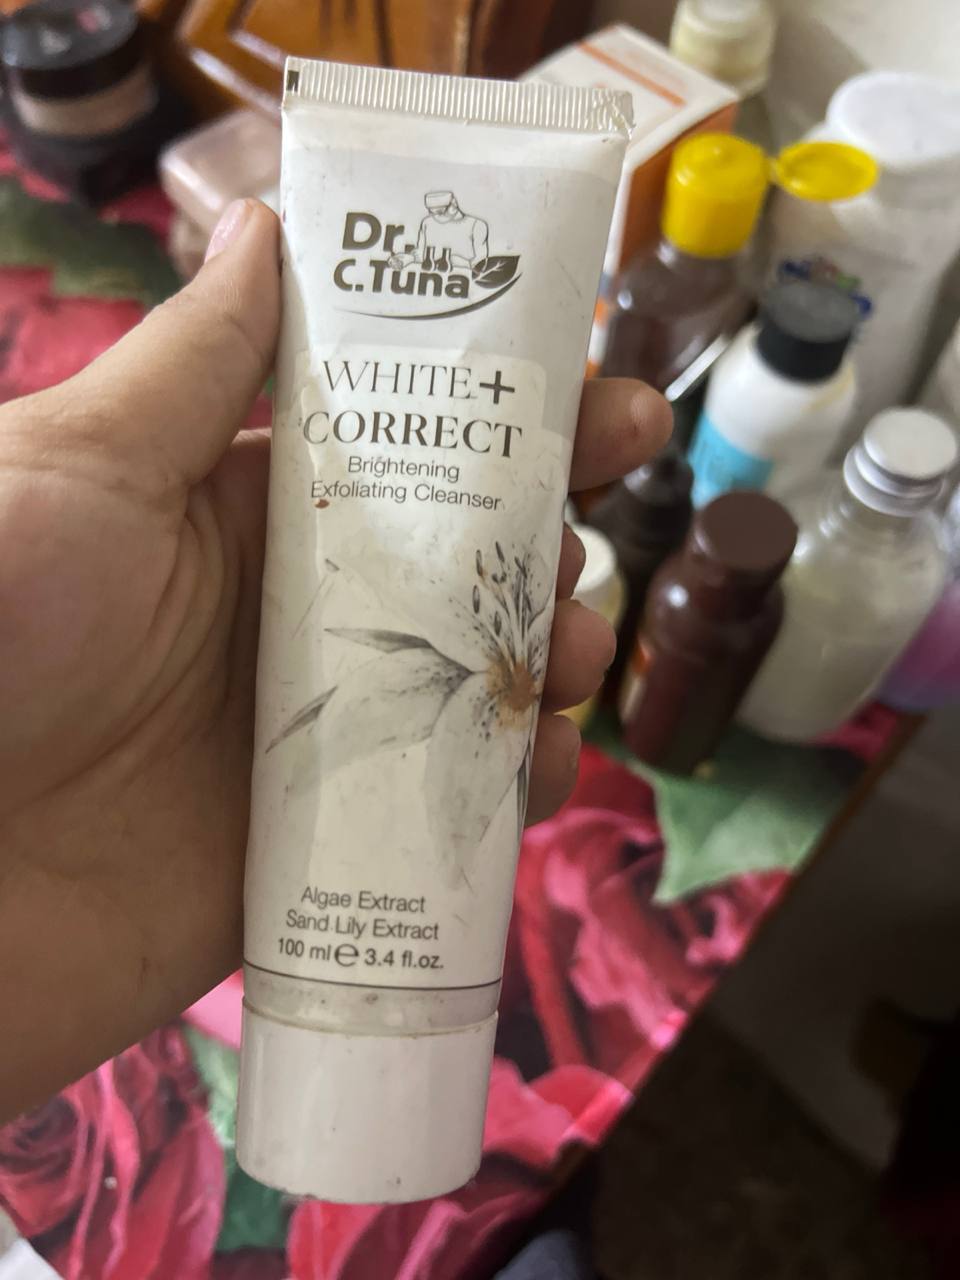 Dr.
C.Tuna
WHITE+
CORRECT
Brightening
Exfoliating Cleanser
Algae Extract
Sand Lily Extract
100 ml ℮ 3.4 fl.oz.